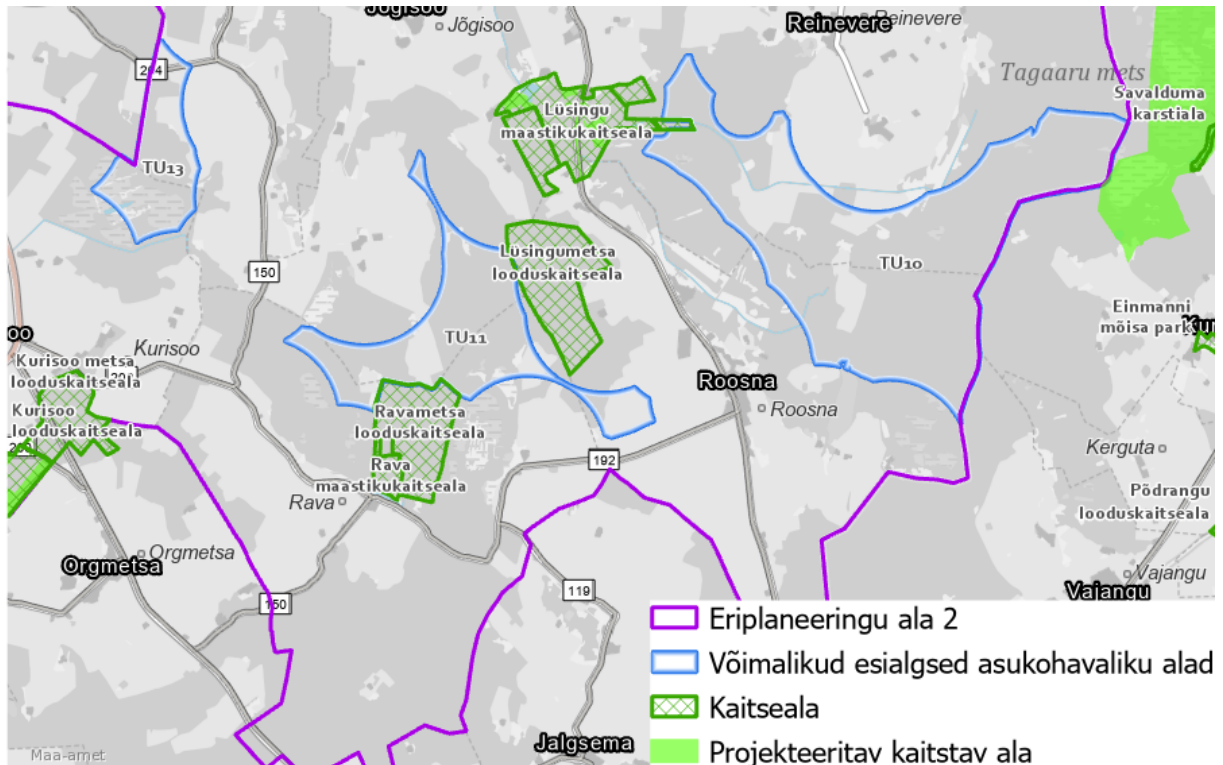 Jõgisoo
Jõgisoo
Reinevere
Reinevere
204
Tagaaru mets
Savalduma
karstiala
Lüsingu
maastikukaitseala
TU13
Lüsingumetsa
looduskaitseala
TU10
150
Einmanni
mõisa park
TU11
Kurisoo
Kurisoo metsa
looduskaitseala
Roosna
Roosna
Kurisoo
looduskaitseala
Ravametsa
looduskaitseala
Kerguta
192
Rava
maastikukaitseala
Rava
Põdrangu
looduskaitseala
Orgmetsa
Orgmetsa
Vajangu
Vajangu
119
150
Eriplaneeringu ala 2
Võimalikud esialgsed asukohavaliku alad
Kaitseala
Jalgsema
Projekteeritav kaitstav ala
Maa-amet